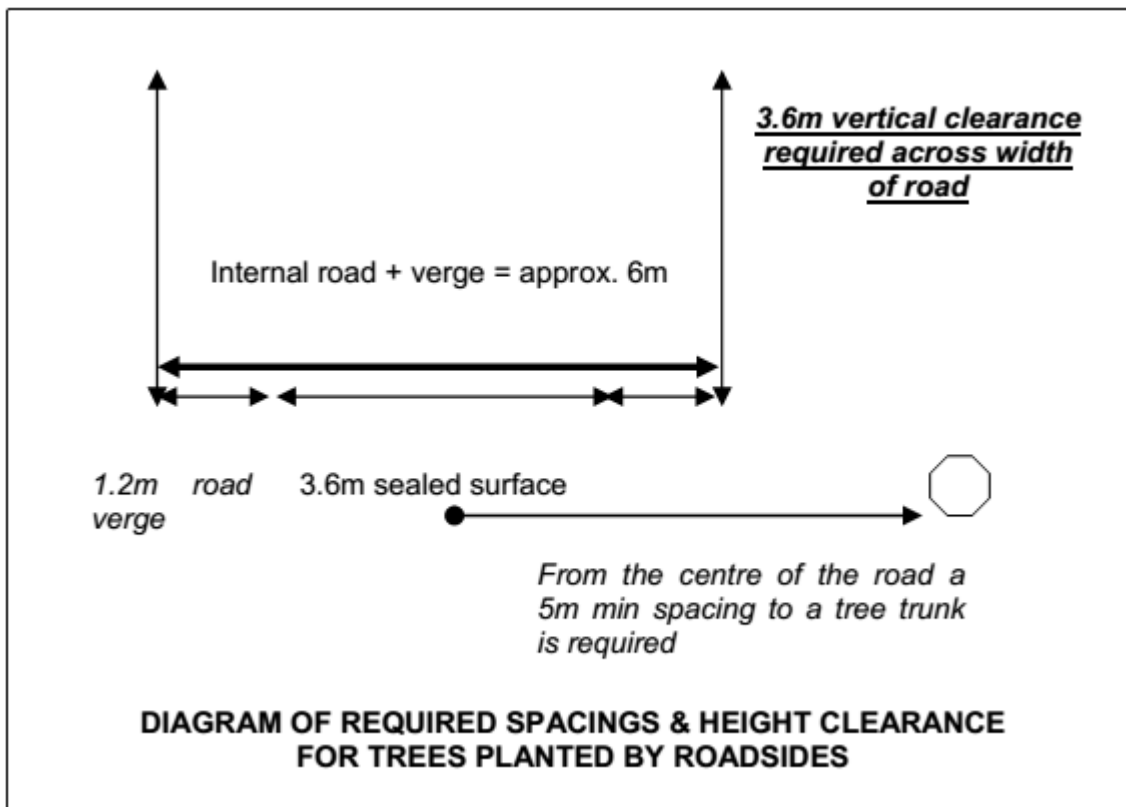 3.6m vertical clearance
required across width
of road
Internal road + verge = approx. 6m
1.2m road
verge
3.6m sealed surface
From the centre of the road a
5m min spacing to a tree trunk
is required
DIAGRAM OF REQUIRED SPACINGS & HEIGHT CLEARANCE
FOR TREES PLANTED BY ROADSIDES